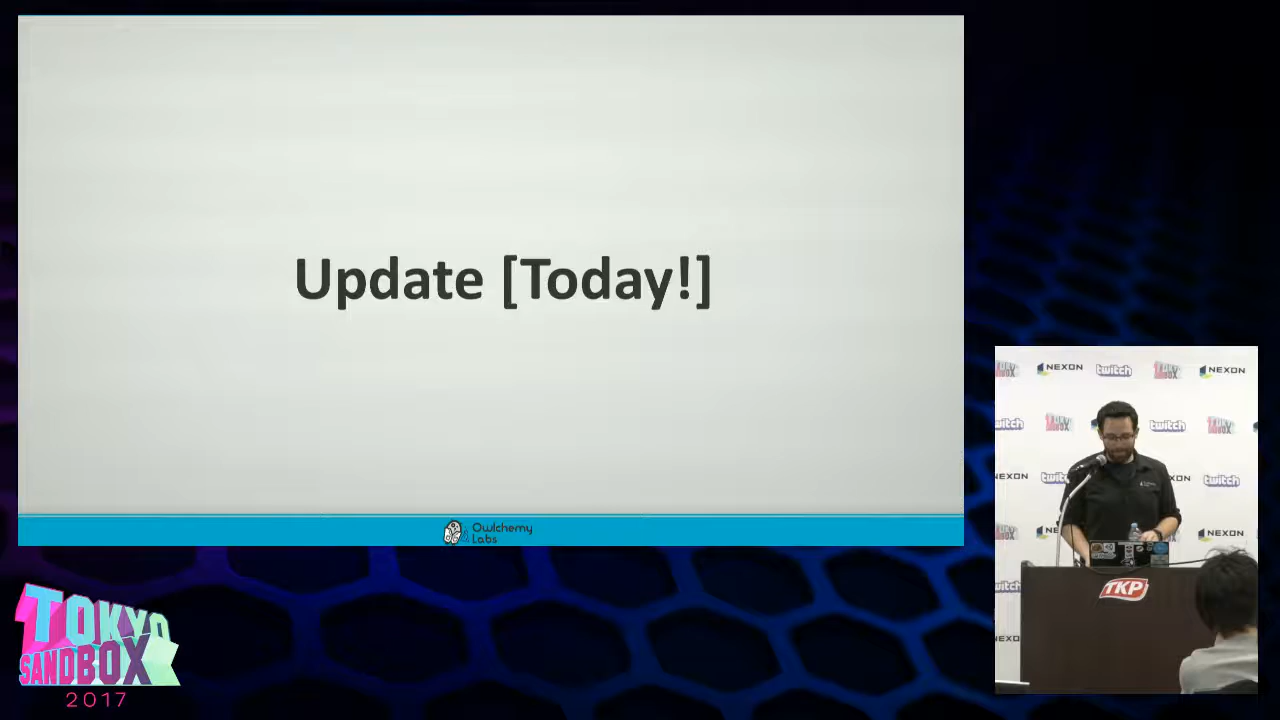 Update [Today!]
Owlchemy
Labs
TOKYO
SANDBOX
2017
NEXON
twitch
NEXON
twitch
NEXON
twitch
NEXON
twitch
NEXON
TKP